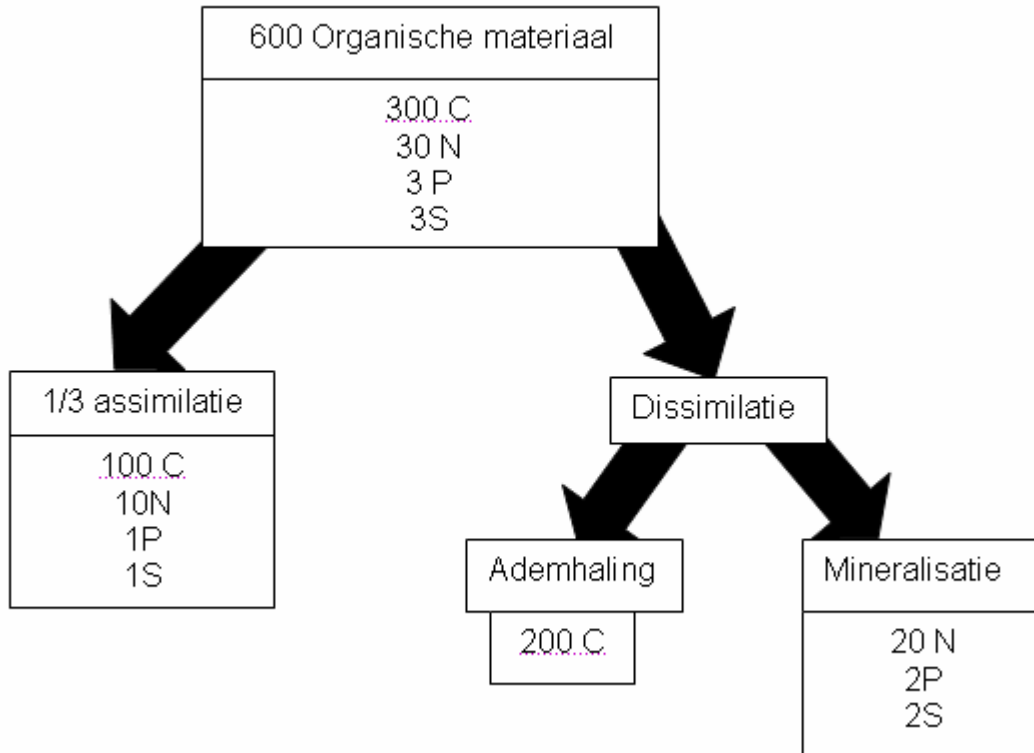 600 Organische materiaal
300 C
30 N
3 P
3S
1/3 assimilatie
100 C
10N
1P
1S
Dissimilatie
Ademhaling
200 C
Mineralisatie
20 N
2P
2S